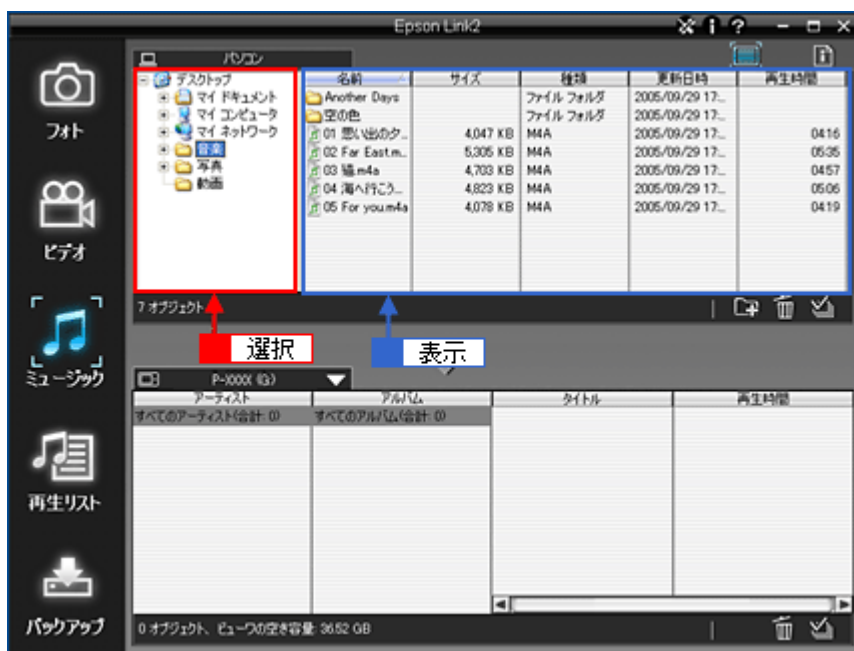 Epson Link2
?
フォト
ビデオ
ミュージック
再生リスト
バックアップ
パソコン
デスクトップ
マイ ドキュメント
マイ コンピュータ
マイ ネットワーク
音楽
写真
動画
名前 サイズ 種類 更新日時 再生時間
Another Days ファイル フォルダ 2005/09/29 17:...
空の色 ファイル フォルダ 2005/09/29 17:...
01 思い出の夕... 4,047 KB M4A 2005/09/29 17:... 04:16
02 Far East.m... 5,305 KB M4A 2005/09/29 17:... 05:35
03 .m4a 4,703 KB M4A 2005/09/29 17:... 04:57
04 海へ行こう... 4,823 KB M4A 2005/09/29 17:... 05:06
05 For you.m4a 4,078 KB M4A 2005/09/29 17:... 04:19
7 オブジェクト
選択
表示
P-XXXX (G:)
アーティスト アルバム タイトル 再生時間
すべてのアーティスト(合計: 0) すべてのアルバム(合計: 0)
0 オブジェクト、ビューワの空き容量: 36.52 GB